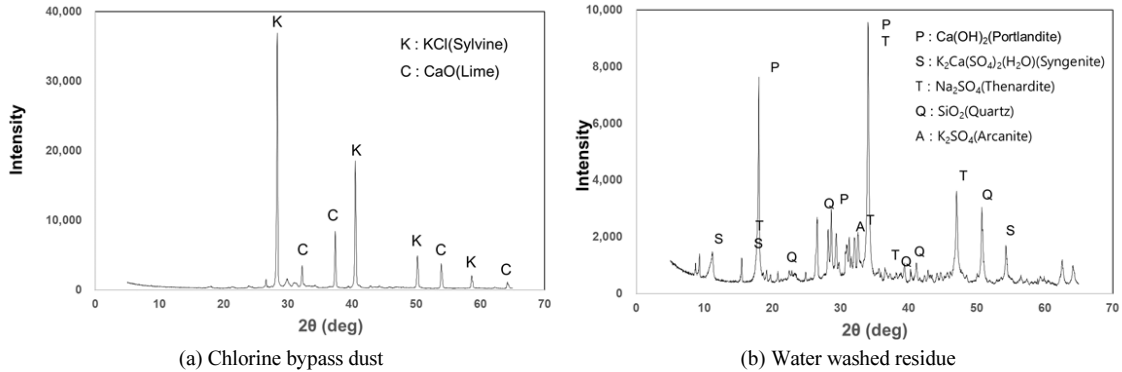 40,000
30,000
20,000
10,000
0
Intensity
0 10 20 30 40 50 60 70
2θ (deg)
K : KCl(Sylvine)
C : CaO(Lime)
K
C
C
K
K
C
K
C
(a) Chlorine bypass dust
10,000
8,000
6,000
4,000
2,000
0
Intensity
0 10 20 30 40 50 60 70
2θ (deg)
P : Ca(OH)₂(Portlandite)
S : K₂Ca(SO₄)₂(H₂O)(Syngenite)
T : Na₂SO₄(Thenardite)
Q : SiO₂(Quartz)
A : K₂SO₄(Arcanite)
S
P
T
S
Q
Q
P
A
P
T
T
T
Q
Q
T
Q
S
(b) Water washed residue